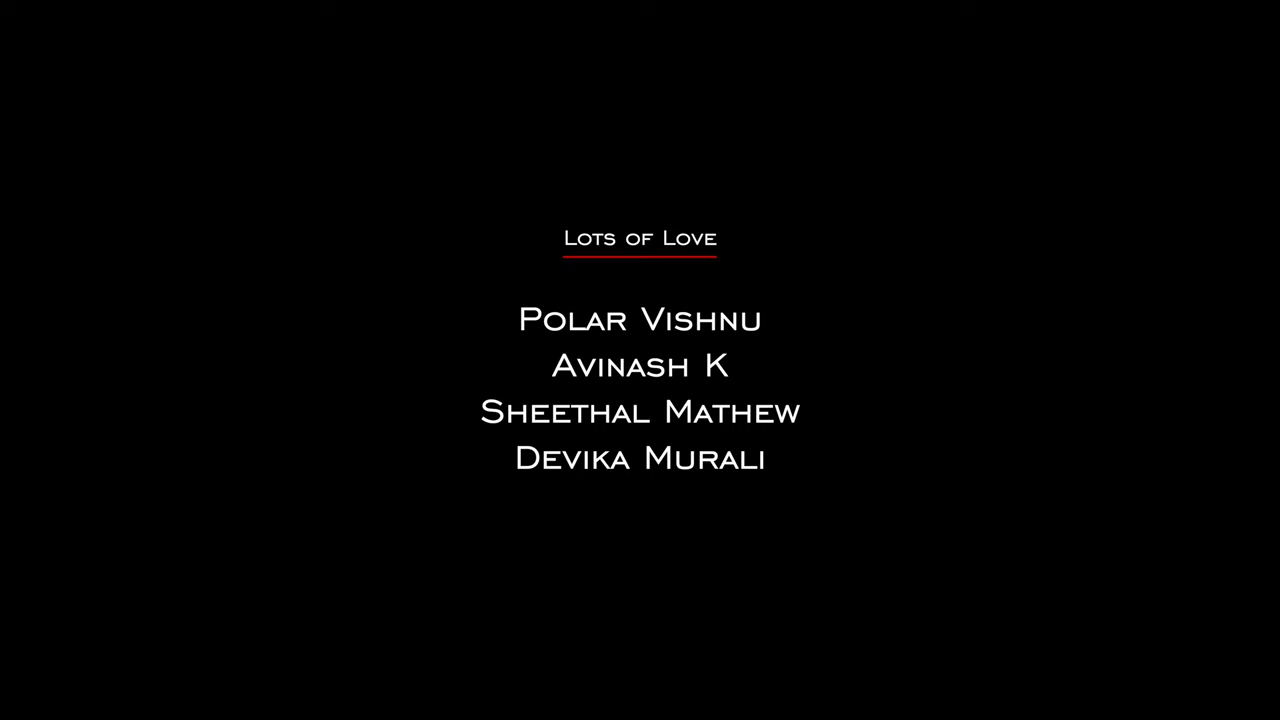 Lots of Love
Polar Vishnu
Avinash K
Sheethal Mathew
Devika Murali